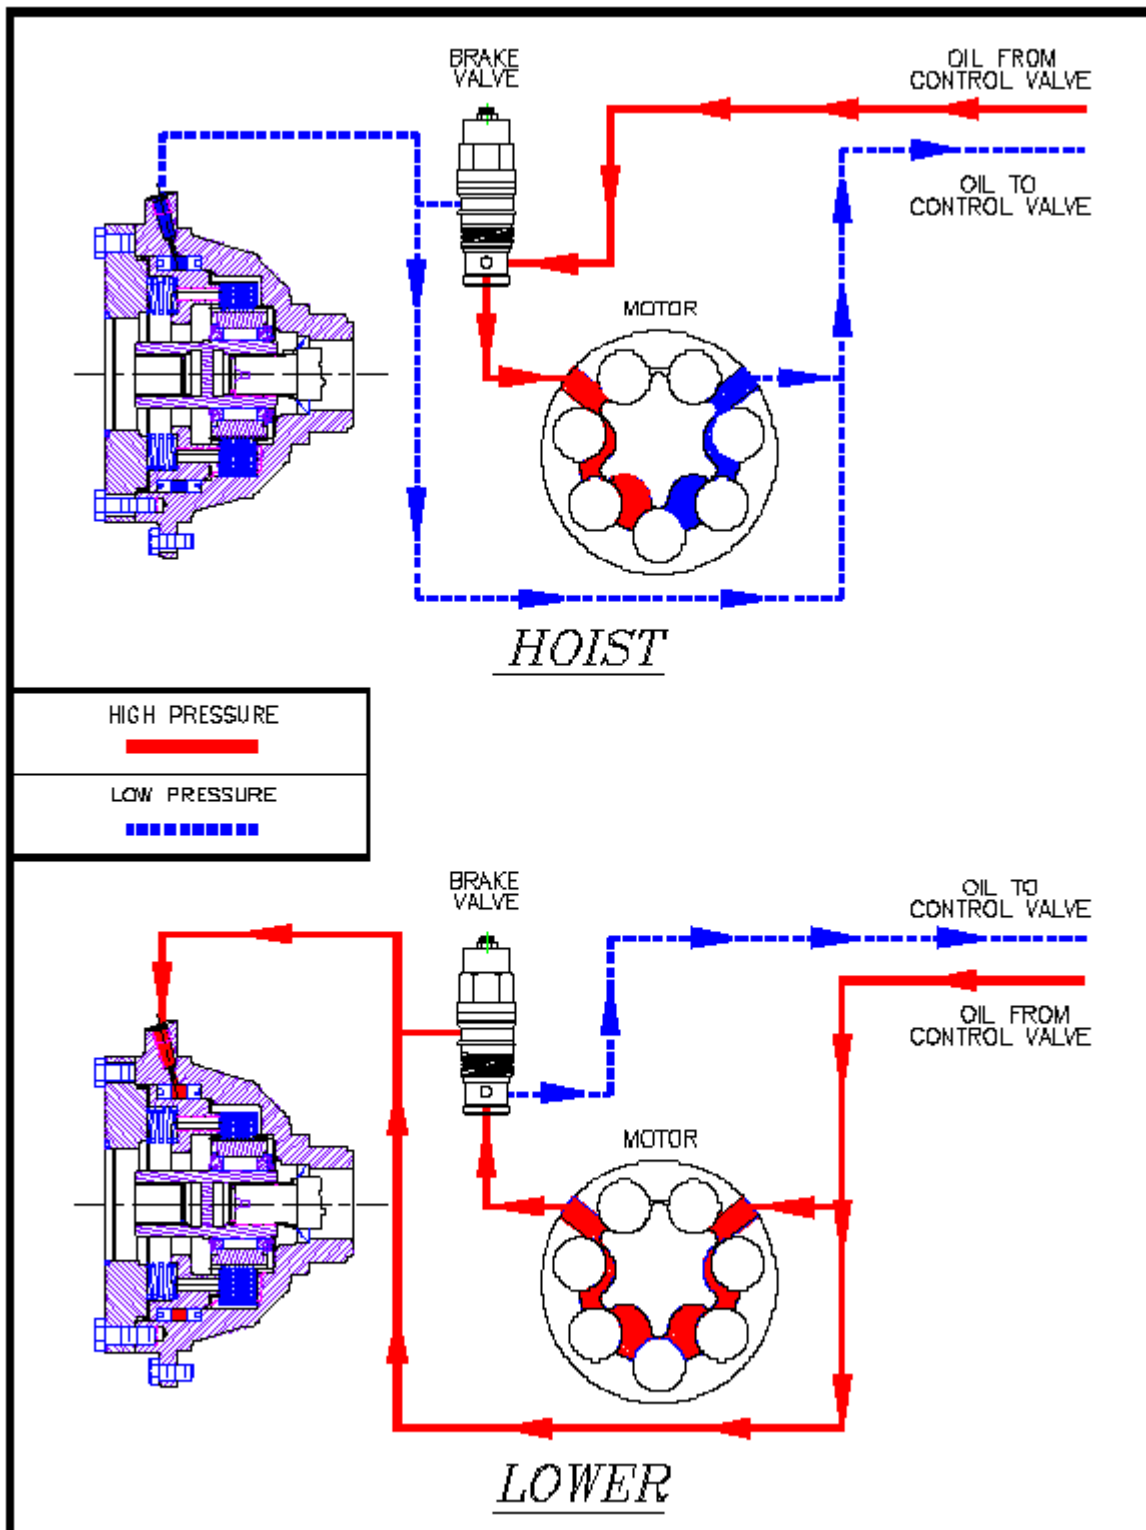 BRAKE
VALVE
OIL FROM
CONTROL VALVE
OIL TO
CONTROL VALVE
MOTOR
HOIST
HIGH PRESSURE
LOW PRESSURE
BRAKE
VALVE
OIL TO
CONTROL VALVE
OIL FROM
CONTROL VALVE
MOTOR
LOWER